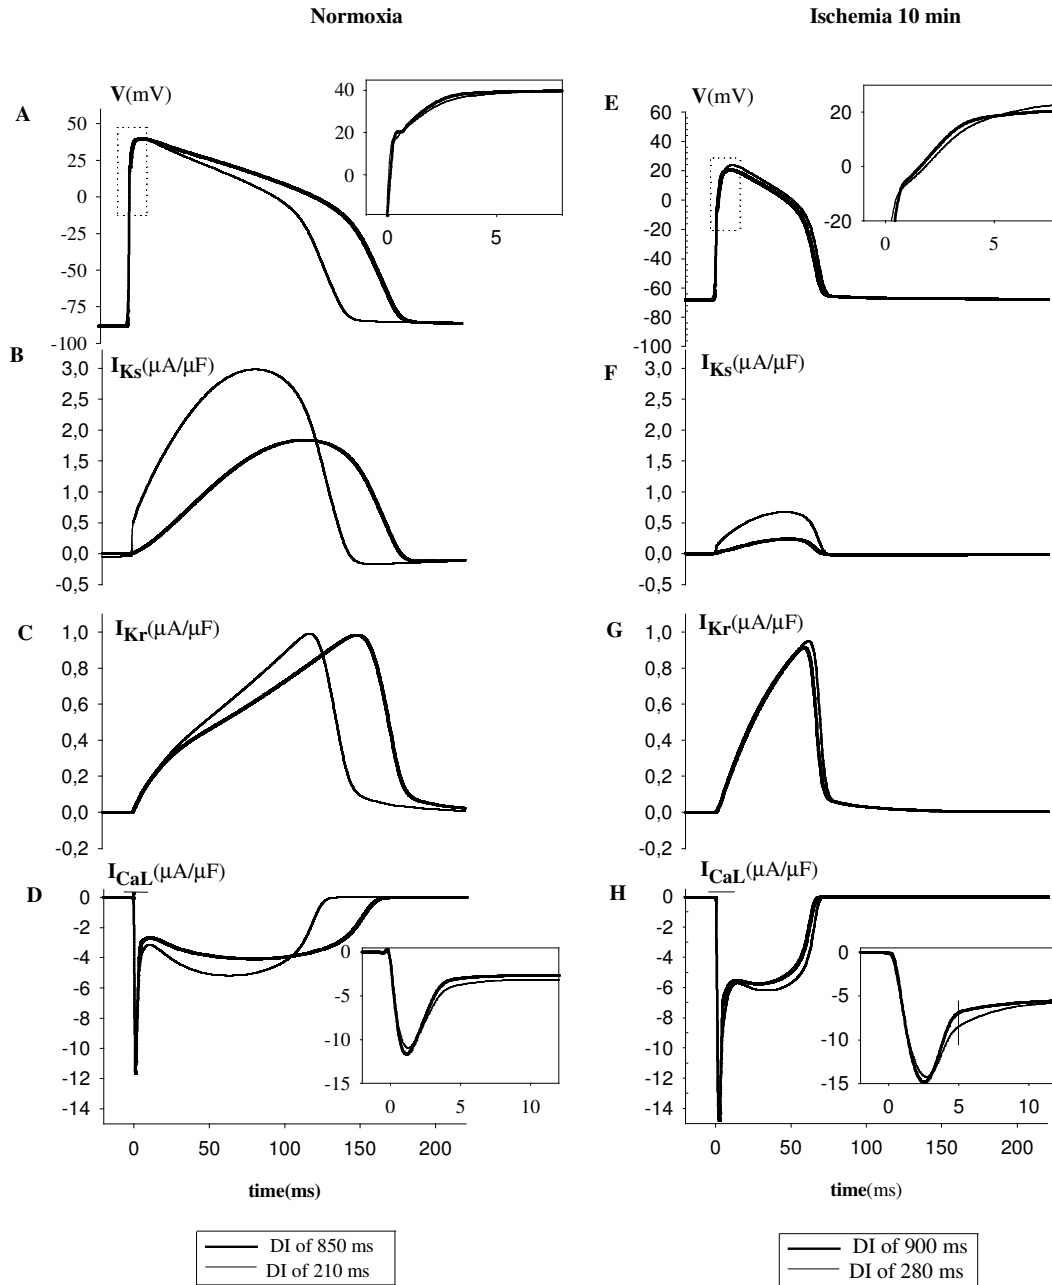 Normoxia
Ischemia 10 min
A
V(mV)
50
25
0
-25
-50
-75
-100
40
20
0
0
5
E
V(mV)
60
40
20
0
-20
-40
-60
-80
-100
20
0
-20
0
5
B
I Ks(µA/µF)
3,0
2,5
2,0
1,5
1,0
0,5
0,0
-0,5
F
I Ks(µA/µF)
3,0
2,5
2,0
1,5
1,0
0,5
0,0
-0,5
C
I Kr(µA/µF)
1,0
0,8
0,6
0,4
0,2
0,0
-0,2
G
I Kr(µA/µF)
1,0
0,8
0,6
0,4
0,2
0,0
-0,2
D
I CaL(µA/µF)
0
-2
-4
-6
-8
-10
-12
-14
0
-5
-10
-15
0 5 10
0 50 100 150 200
time(ms)
H
I CaL(µA/µF)
0
-2
-4
-6
-8
-10
-12
-14
0
-5
-10
-15
0 5 10
0 50 100 150 200
time(ms)
DI of 850 ms
DI of 210 ms
DI of 900 ms
DI of 280 ms